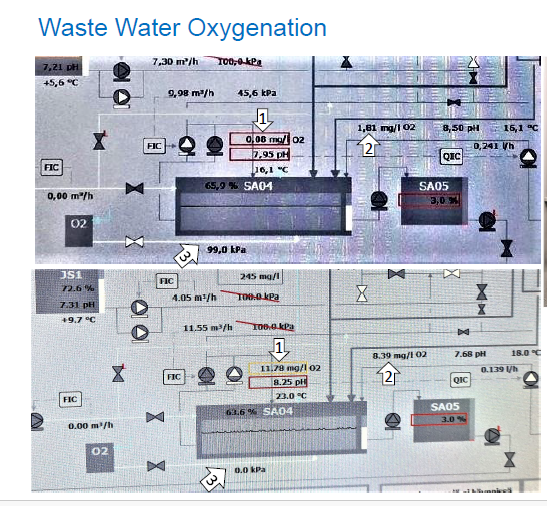 Waste Water Oxygenation
7,21 pH
+5,6 °C
7,30 m³/h 100,0 kPa
9,98 m³/h 45,6 kPa
1
FIC
0,08 mg/l O2
7,95 pH
16,1 °C
1,81 mg/l O2 8,50 pH 16,1 °C
2
QIC
0,241 l/h
FIC
0,00 m³/h
65,9 % SA04
SA05
3,0 %
O2
99,0 kPa
3
JS1
72.6 %
7.31 pH
+9.7 °C
FIC
245 mg/l
4.05 m³/h 100.0 kPa
11.55 m³/h 100.0 kPa
1
FIC
11.78 mg/l O2
8.25 pH
23.0 °C
8.39 mg/l O2 7.68 pH 18.0 °C
2
QIC
0.139 l/h
FIC
0.00 m³/h
63.6 % SA04
SA05
3.0 %
O2
0.0 kPa
3